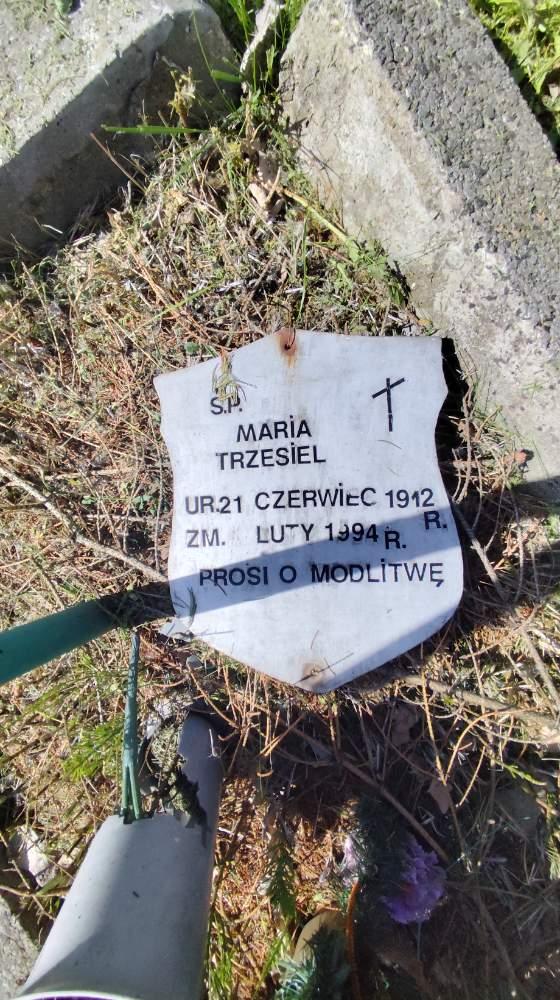 S.P.
MARIA
TRZESIEL
UR.21 CZERWIEC 1912 R.
ZM. LUTY 1994 R.
PROSI O MODLITWĘ